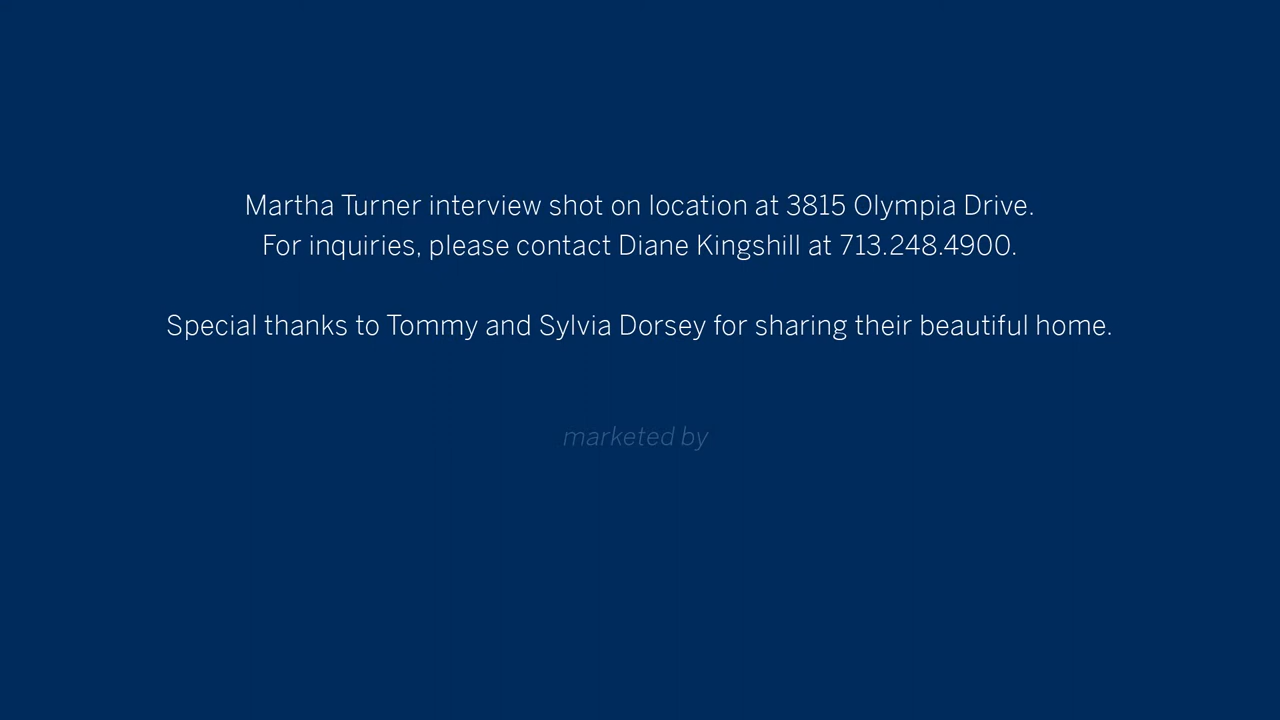 Martha Turner interview shot on location at 3815 Olympia Drive.
For inquiries, please contact Diane Kingshill at 713.248.4900.
Special thanks to Tommy and Sylvia Dorsey for sharing their beautiful home.
marketed by